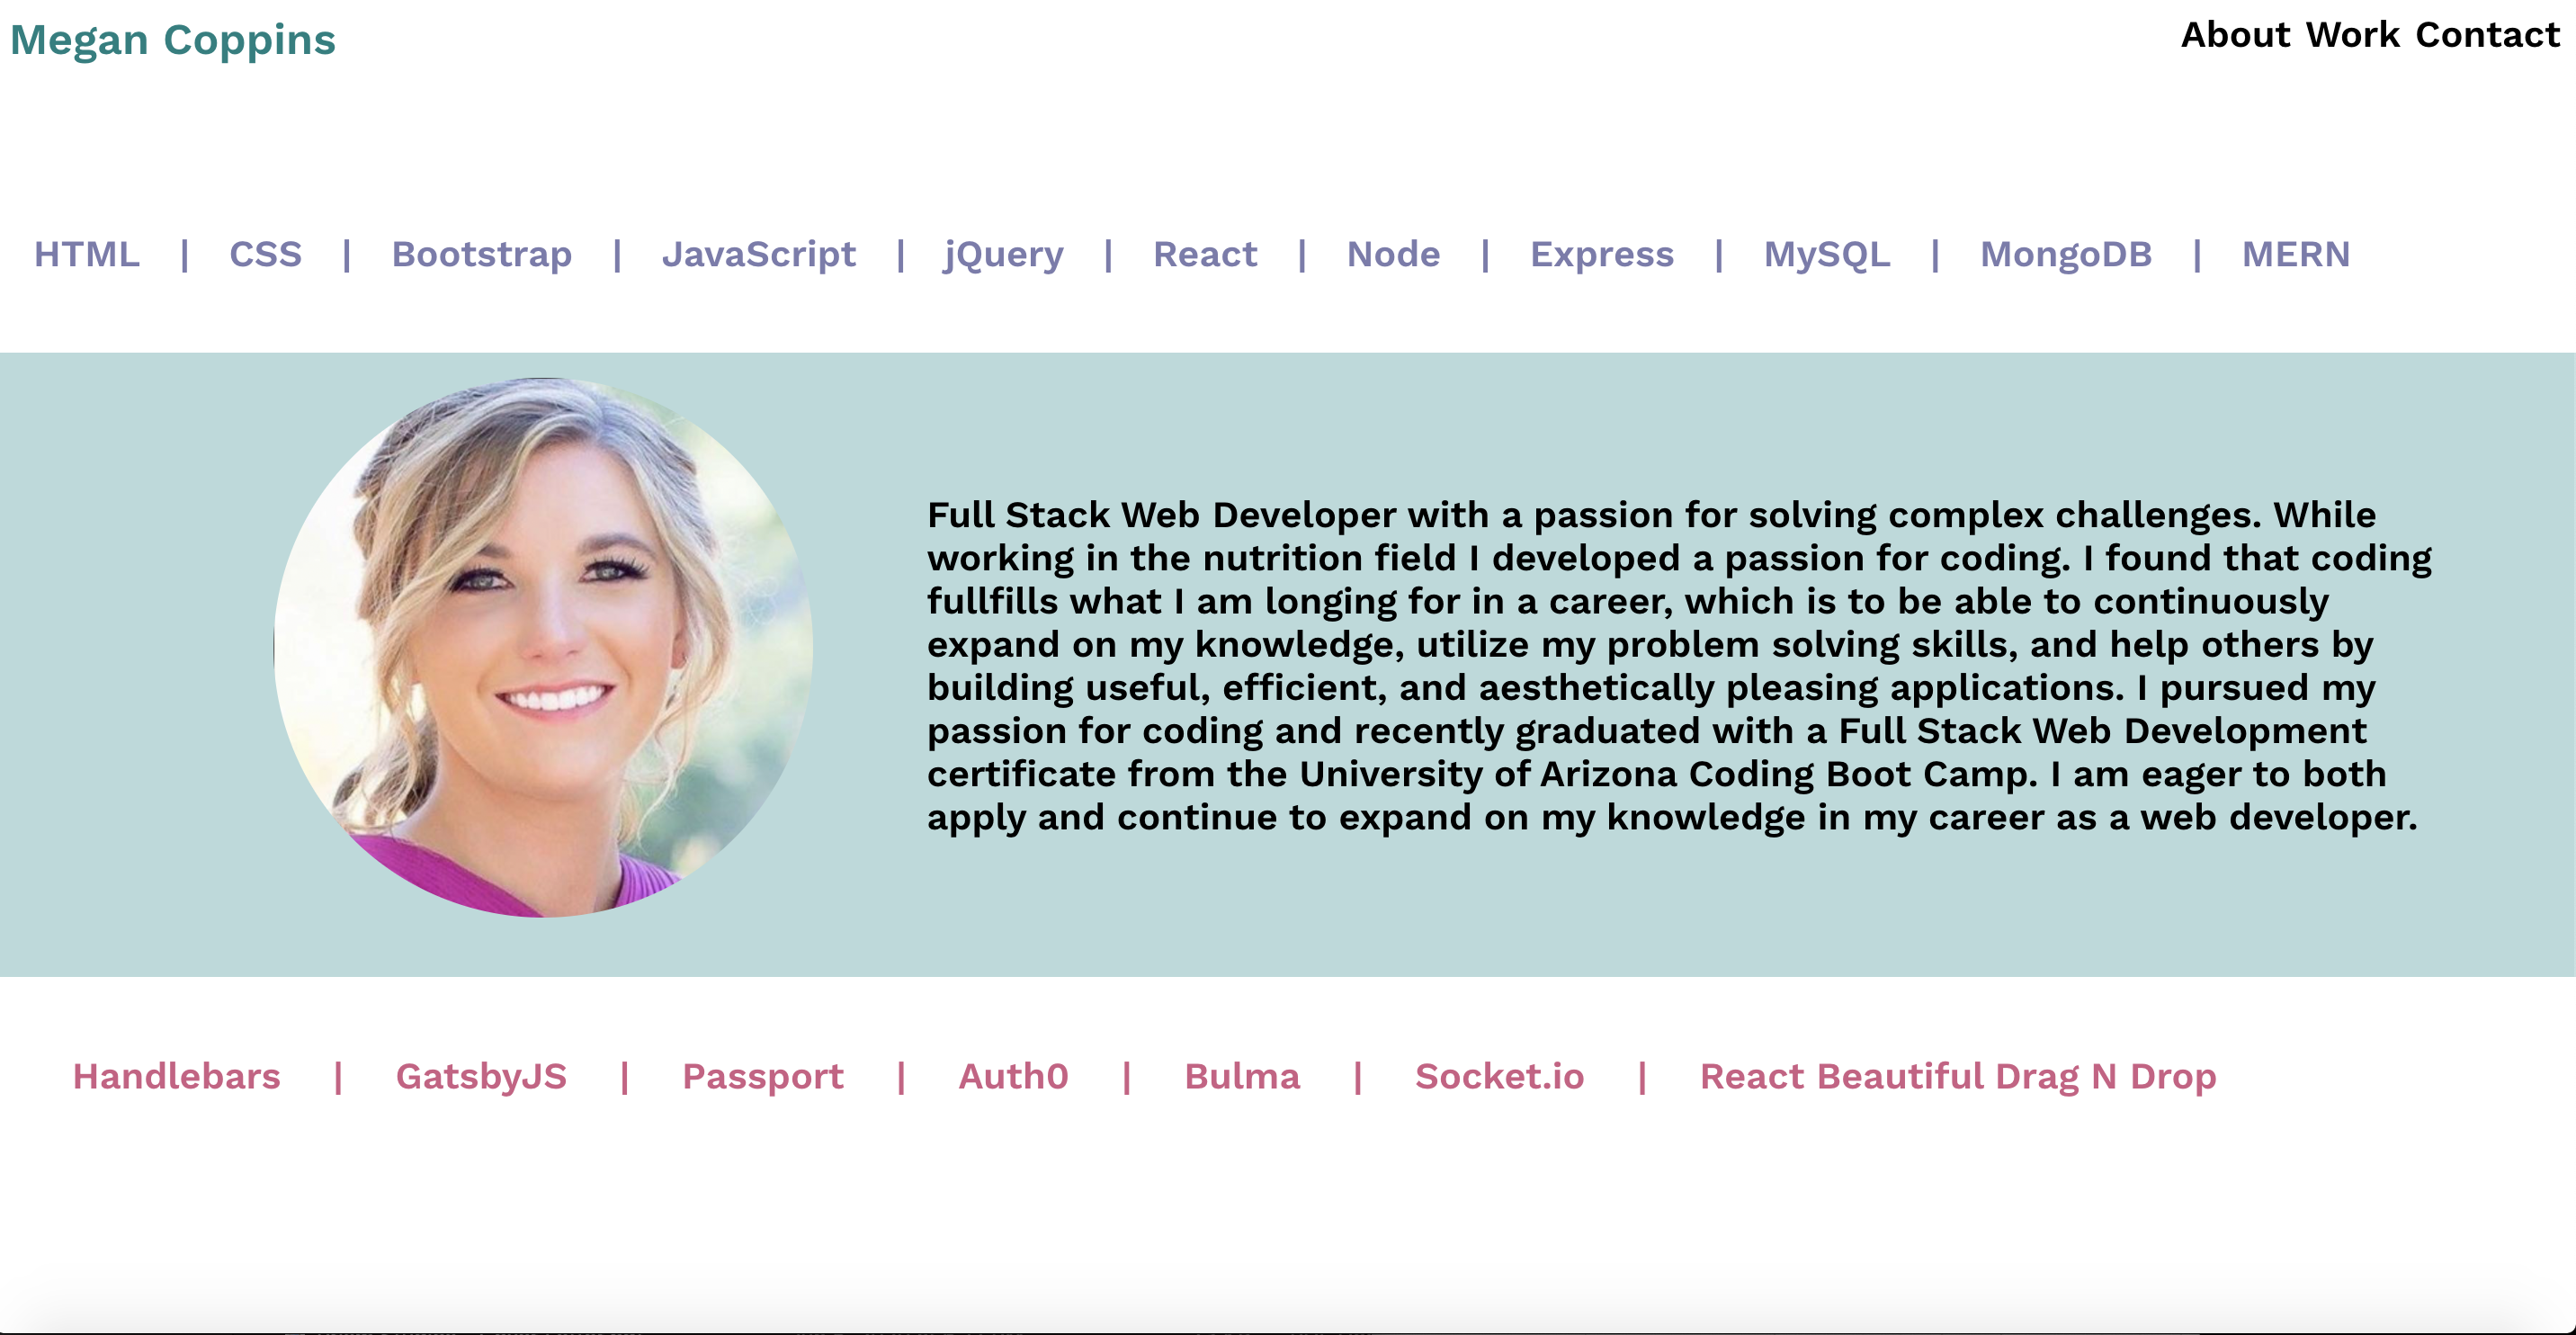 Megan Coppins
About Work Contact
HTML | CSS | Bootstrap | JavaScript | jQuery | React | Node | Express | MySQL | MongoDB | MERN
Full Stack Web Developer with a passion for solving complex challenges. While
working in the nutrition field I developed a passion for coding. I found that coding
fullfills what I am longing for in a career, which is to be able to continuously
expand on my knowledge, utilize my problem solving skills, and help others by
building useful, efficient, and aesthetically pleasing applications. I pursued my
passion for coding and recently graduated with a Full Stack Web Development
certificate from the University of Arizona Coding Boot Camp. I am eager to both
apply and continue to expand on my knowledge in my career as a web developer.
Handlebars | GatsbyJS | Passport | Auth0 | Bulma | Socket.io | React Beautiful Drag N Drop